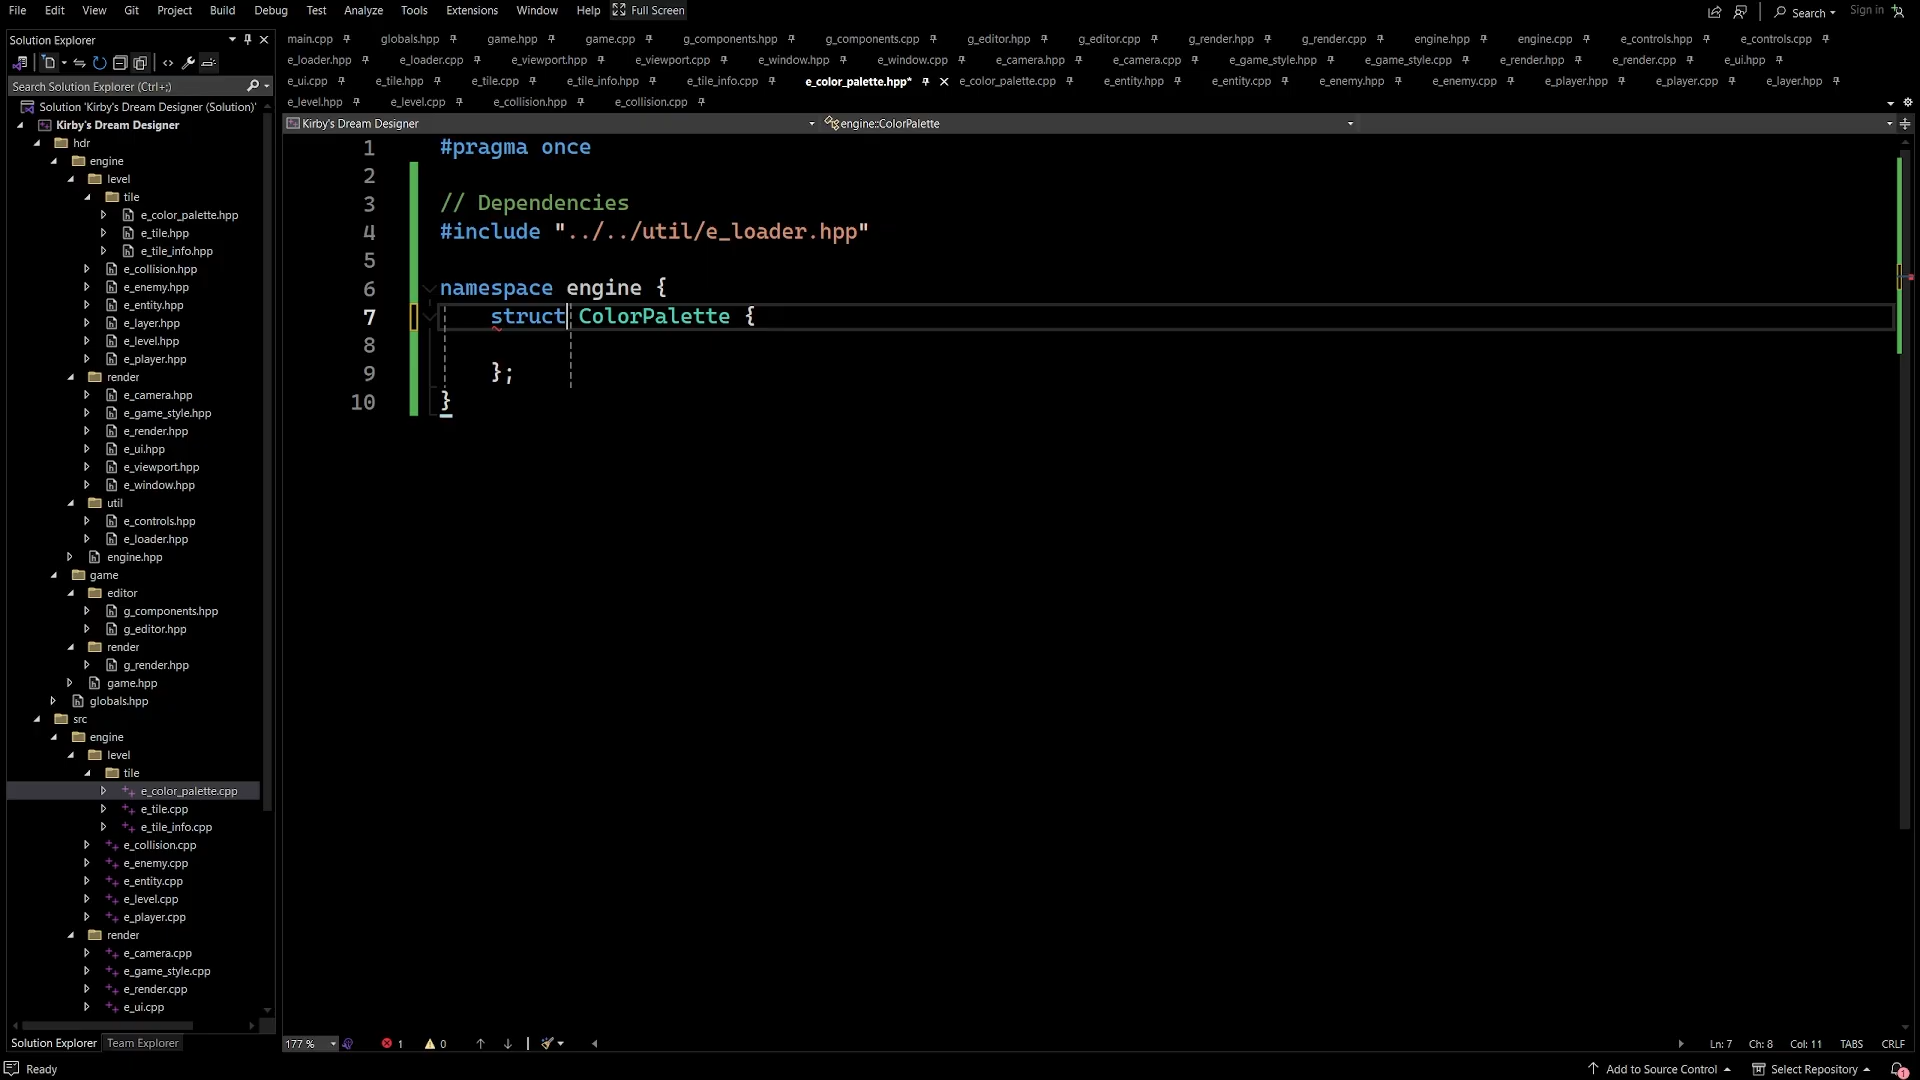 File Edit View Git Project Build Debug Test Analyze Tools Extensions Window Help Full Screen Search Sign in
Solution Explorer
Search Solution Explorer (Ctrl+;)
Solution 'Kirby's Dream Designer (Solution)'
Kirby's Dream Designer
hdr
engine
level
tile
e_color_palette.hpp
e_tile.hpp
e_tile_info.hpp
e_collision.hpp
e_enemy.hpp
e_entity.hpp
e_layer.hpp
e_level.hpp
e_player.hpp
render
e_camera.hpp
e_game_style.hpp
e_render.hpp
e_ui.hpp
e_viewport.hpp
e_window.hpp
util
e_controls.hpp
e_loader.hpp
engine.hpp
game
editor
g_components.hpp
g_editor.hpp
render
g_render.hpp
game.hpp
globals.hpp
src
engine
level
tile
e_color_palette.cpp
e_tile.cpp
e_tile_info.cpp
e_collision.cpp
e_enemy.cpp
e_entity.cpp
e_level.cpp
e_player.cpp
render
e_camera.cpp
e_game_style.cpp
e_render.cpp
e_ui.cpp
Solution Explorer Team Explorer
main.cpp globals.hpp game.hpp game.cpp g_components.hpp g_components.cpp g_editor.hpp g_editor.cpp g_render.hpp g_render.cpp engine.hpp engine.cpp e_controls.hpp e_controls.cpp
e_loader.hpp e_loader.cpp e_viewport.hpp e_viewport.cpp e_window.hpp e_window.cpp e_camera.hpp e_camera.cpp e_game_style.hpp e_game_style.cpp e_render.hpp e_render.cpp e_ui.hpp
e_ui.cpp e_tile.hpp e_tile.cpp e_tile_info.hpp e_tile_info.cpp e_color_palette.hpp* e_color_palette.cpp e_entity.hpp e_entity.cpp e_enemy.hpp e_enemy.cpp e_player.hpp e_player.cpp e_layer.hpp
e_level.hpp e_level.cpp e_collision.hpp e_collision.cpp
Kirby's Dream Designer engine::ColorPalette
1 #pragma once
2
3 // Dependencies
4 #include "../../util/e_loader.hpp"
5
6 namespace engine {
7 struct ColorPalette {
8
9 };
10 }
177 % 1 0 Ln: 7 Ch: 8 Col: 11 TABS CRLF
Ready Add to Source Control Select Repository 1